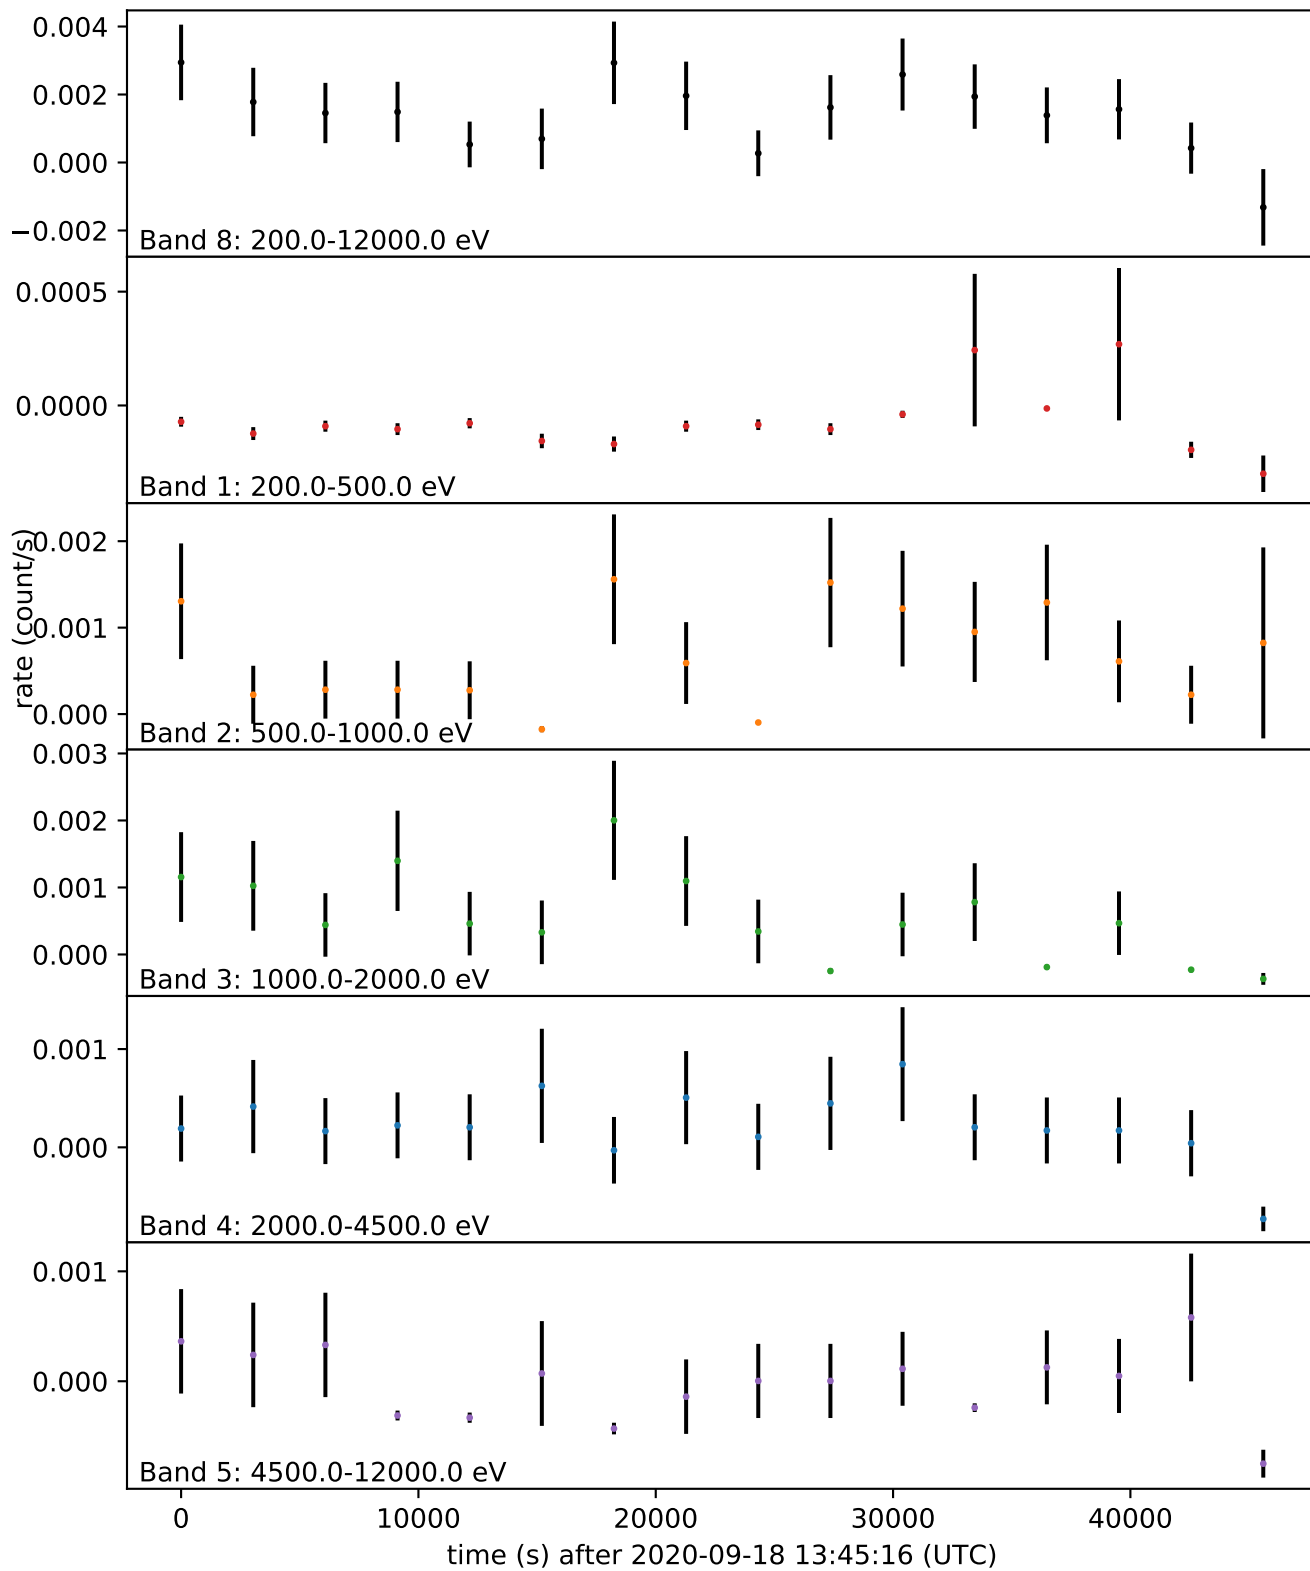 0.004
0.002
0.000
−0.002
Band 8: 200.0-12000.0 eV
0.0005
0.0000
Band 1: 200.0-500.0 eV
rate (count/s)
0.002
0.001
0.000
Band 2: 500.0-1000.0 eV
0.003
0.002
0.001
0.000
Band 3: 1000.0-2000.0 eV
0.001
0.000
Band 4: 2000.0-4500.0 eV
0.001
0.000
Band 5: 4500.0-12000.0 eV
0 10000 20000 30000 40000
time (s) after 2020-09-18 13:45:16 (UTC)